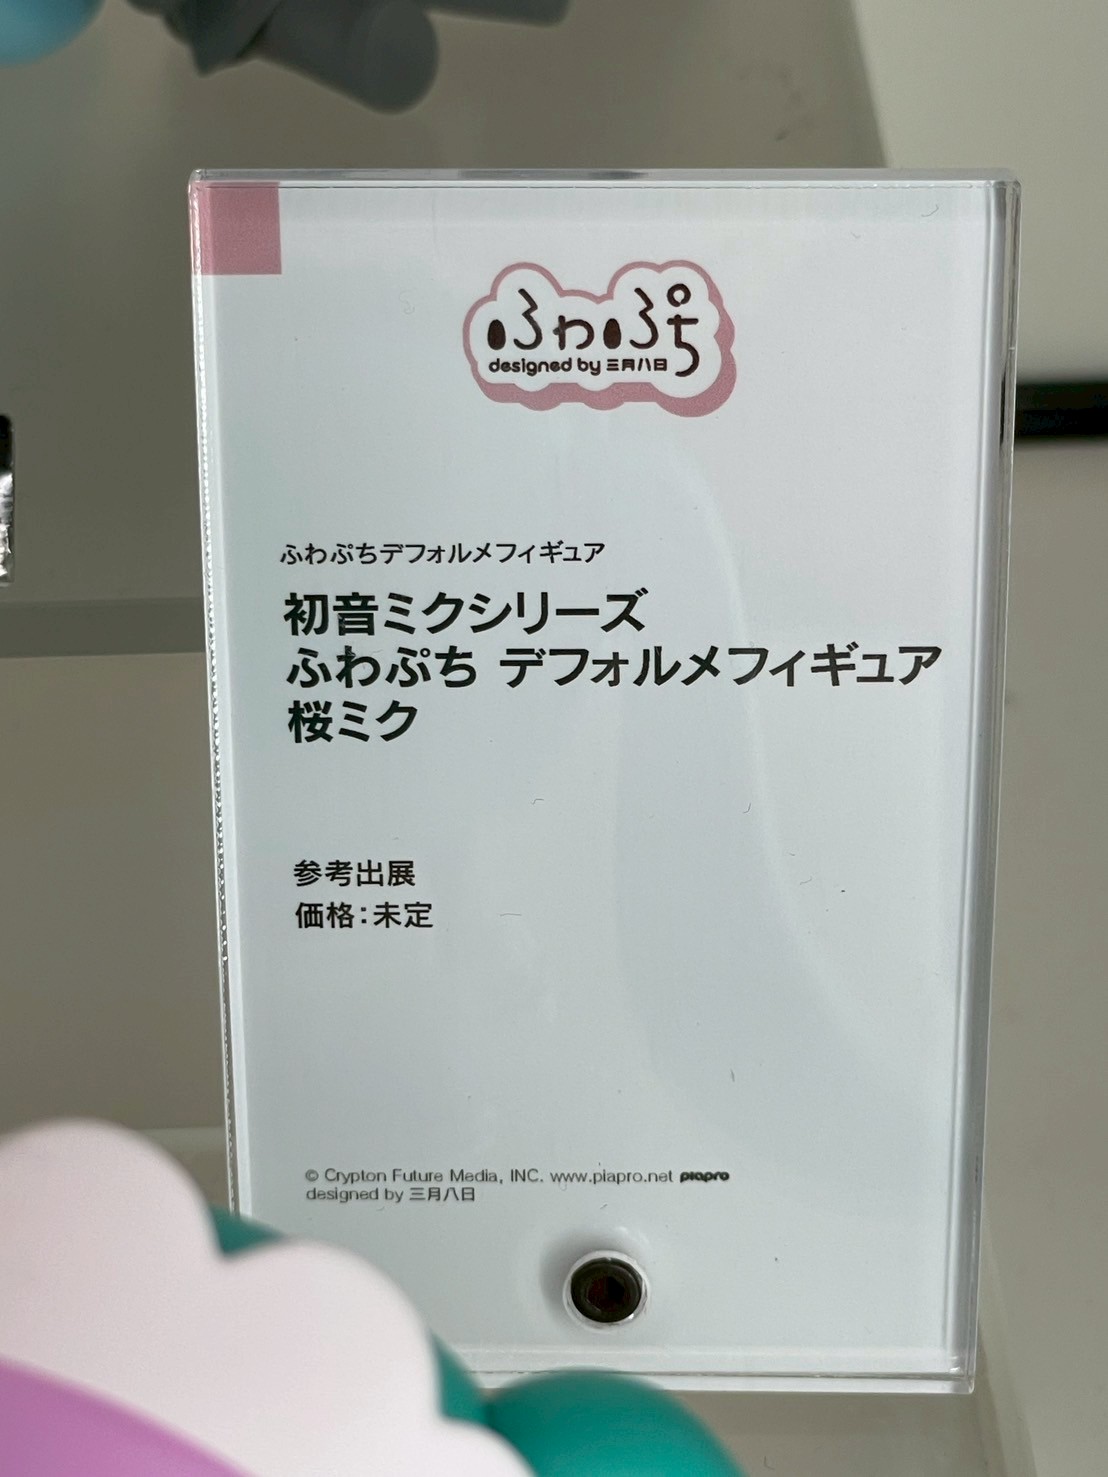 ふわぷち
designed by 三月八日
ふわぷちデフォルメフィギュア
初音ミクシリーズ
ふわぷち デフォルメフィギュア
桜ミク
参考出展
価格:未定
© Crypton Future Media, INC. www.piapro.net piapro
designed by 三月八日